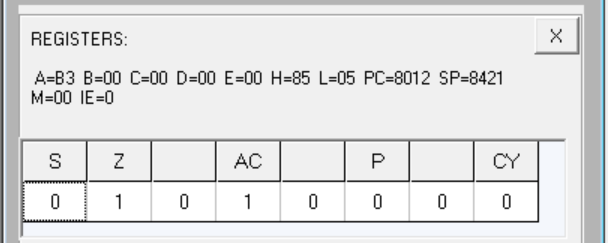 REGISTERS:
X
A=B3 B=00 C=00 D=00 E=00 H=85 L=05 PC=8012 SP=8421
M=00 IE=0
S Z AC P CY
0 1 0 1 0 0 0 0